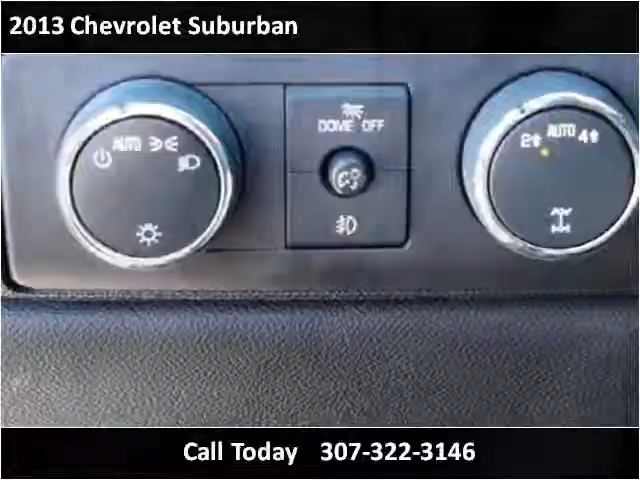 2013 Chevrolet Suburban
DOME OFF
AUTO
2 AUTO 4
Call Today 307-322-3146